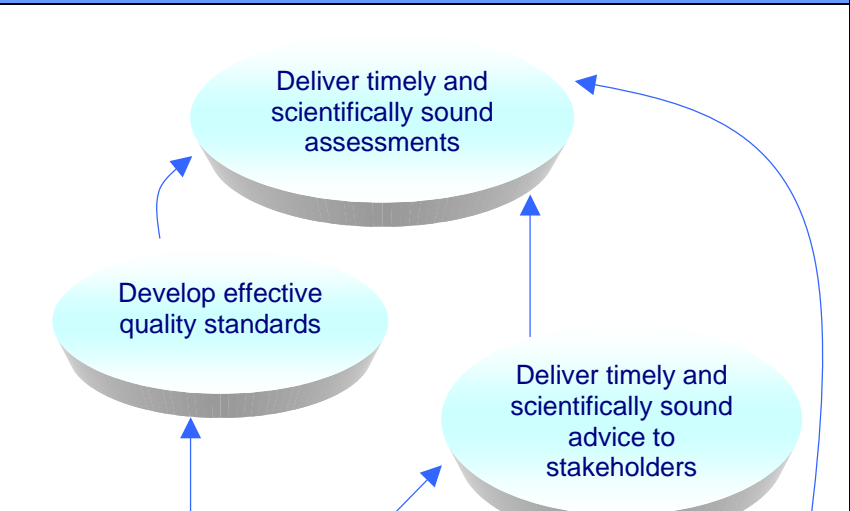 Deliver timely and
scientifically sound
assessments
Develop effective
quality standards
Deliver timely and
scientifically sound
advice to
stakeholders